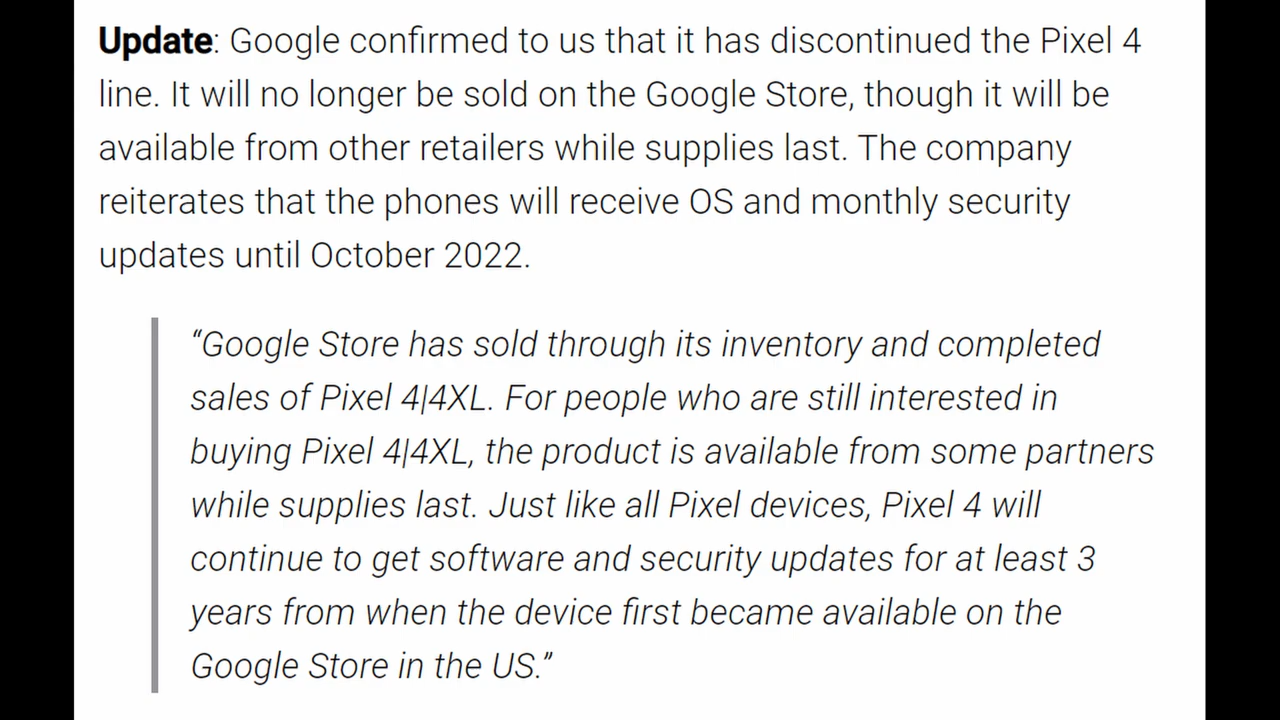 Update: Google confirmed to us that it has discontinued the Pixel 4
line. It will no longer be sold on the Google Store, though it will be
available from other retailers while supplies last. The company
reiterates that the phones will receive OS and monthly security
updates until October 2022.
“Google Store has sold through its inventory and completed
sales of Pixel 4|4XL. For people who are still interested in
buying Pixel 4|4XL, the product is available from some partners
while supplies last. Just like all Pixel devices, Pixel 4 will
continue to get software and security updates for at least 3
years from when the device first became available on the
Google Store in the US.”